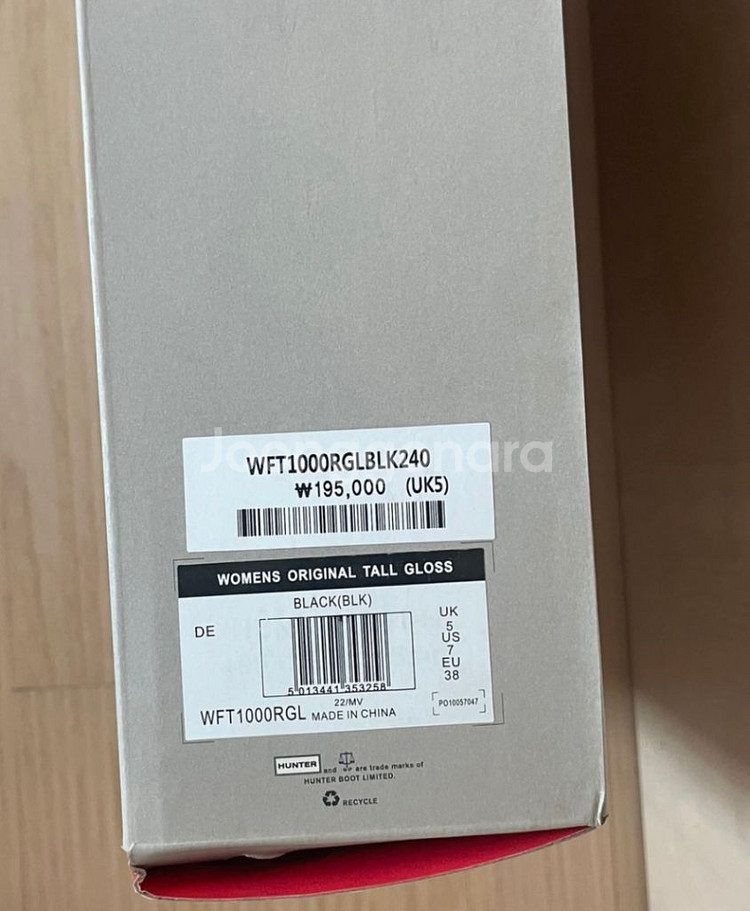 Joonggonara
WFT1000RGLBLK240
₩195,000 (UK5)
WOMENS ORIGINAL TALL GLOSS
BLACK(BLK)
DE
UK
5
US
7
EU
38
5 013441 353258
22/MV
WFT1000RGL MADE IN CHINA
PO10057047
HUNTER and are trade marks of
HUNTER BOOT LIMITED.
RECYCLE